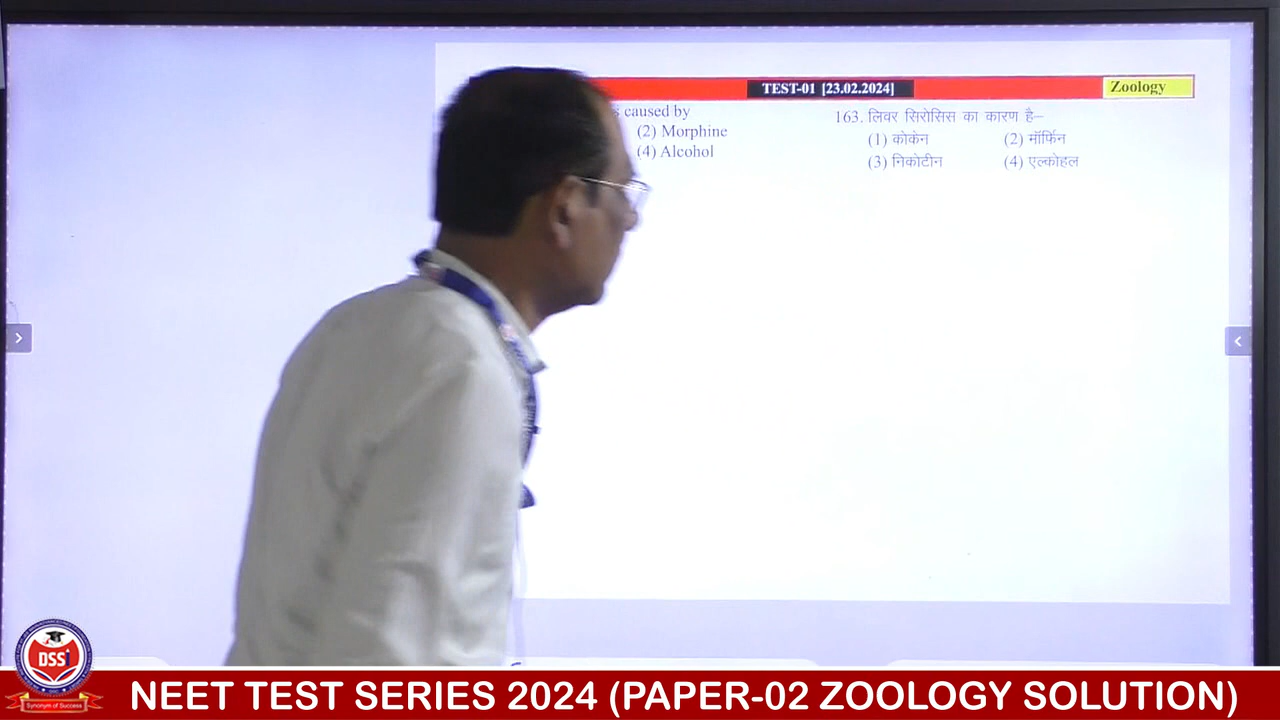 TEST-01 [23.02.2024]
Zoology
caused by
(2) Morphine
(4) Alcohol
163. लिवर सिरोसिस का कारण है–
(1) कोकेन (2) मॉर्फिन
(3) निकोटीन (4) एल्कोहल
DSSi
Synonym of Success
NEET TEST SERIES 2024 (PAPER-02 ZOOLOGY SOLUTION)